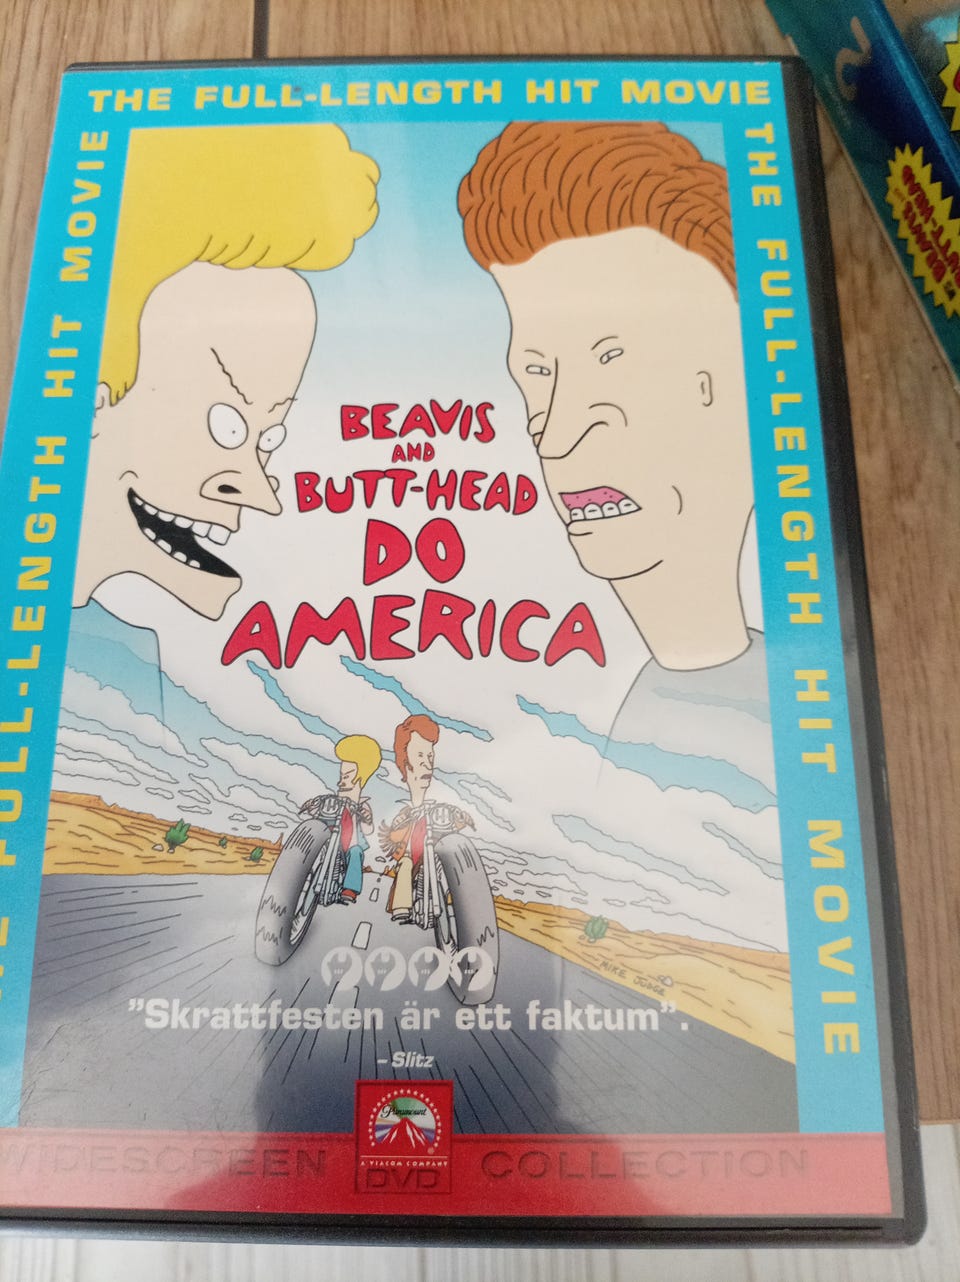 THE FULL-LENGTH HIT MOVIE
THE FULL-LENGTH HIT MOVIE
FULL-LENGTH HIT MOVIE
BEAVIS
AND
BUTT-HEAD
DO
AMERICA
MIKE JUDGE
”Skrattfesten är ett faktum”.
– Slitz
Paramount
A VIACOM COMPANY
WIDESCREEN DVD COLLECTION